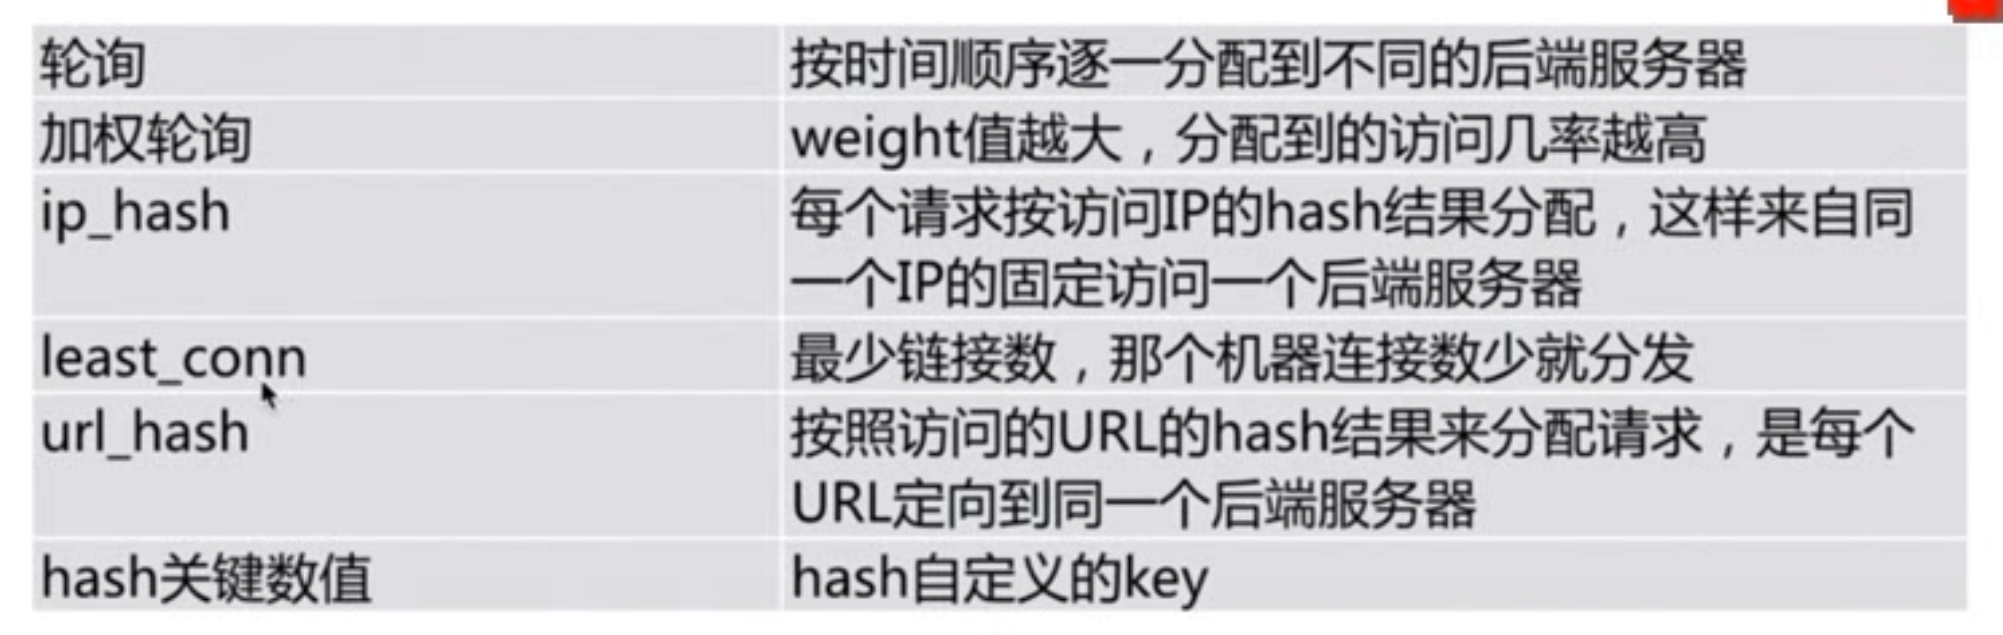 轮询
按时间顺序逐一分配到不同的后端服务器
加权轮询
weight值越大，分配到的访问几率越高
ip_hash
每个请求按访问IP的hash结果分配，这样来自同
一个IP的固定访问一个后端服务器
least_conn
最少链接数，那个机器连接数少就分发
url_hash
按照访问的URL的hash结果来分配请求，是每个
URL定向到同一个后端服务器
hash关键数值
hash自定义的key